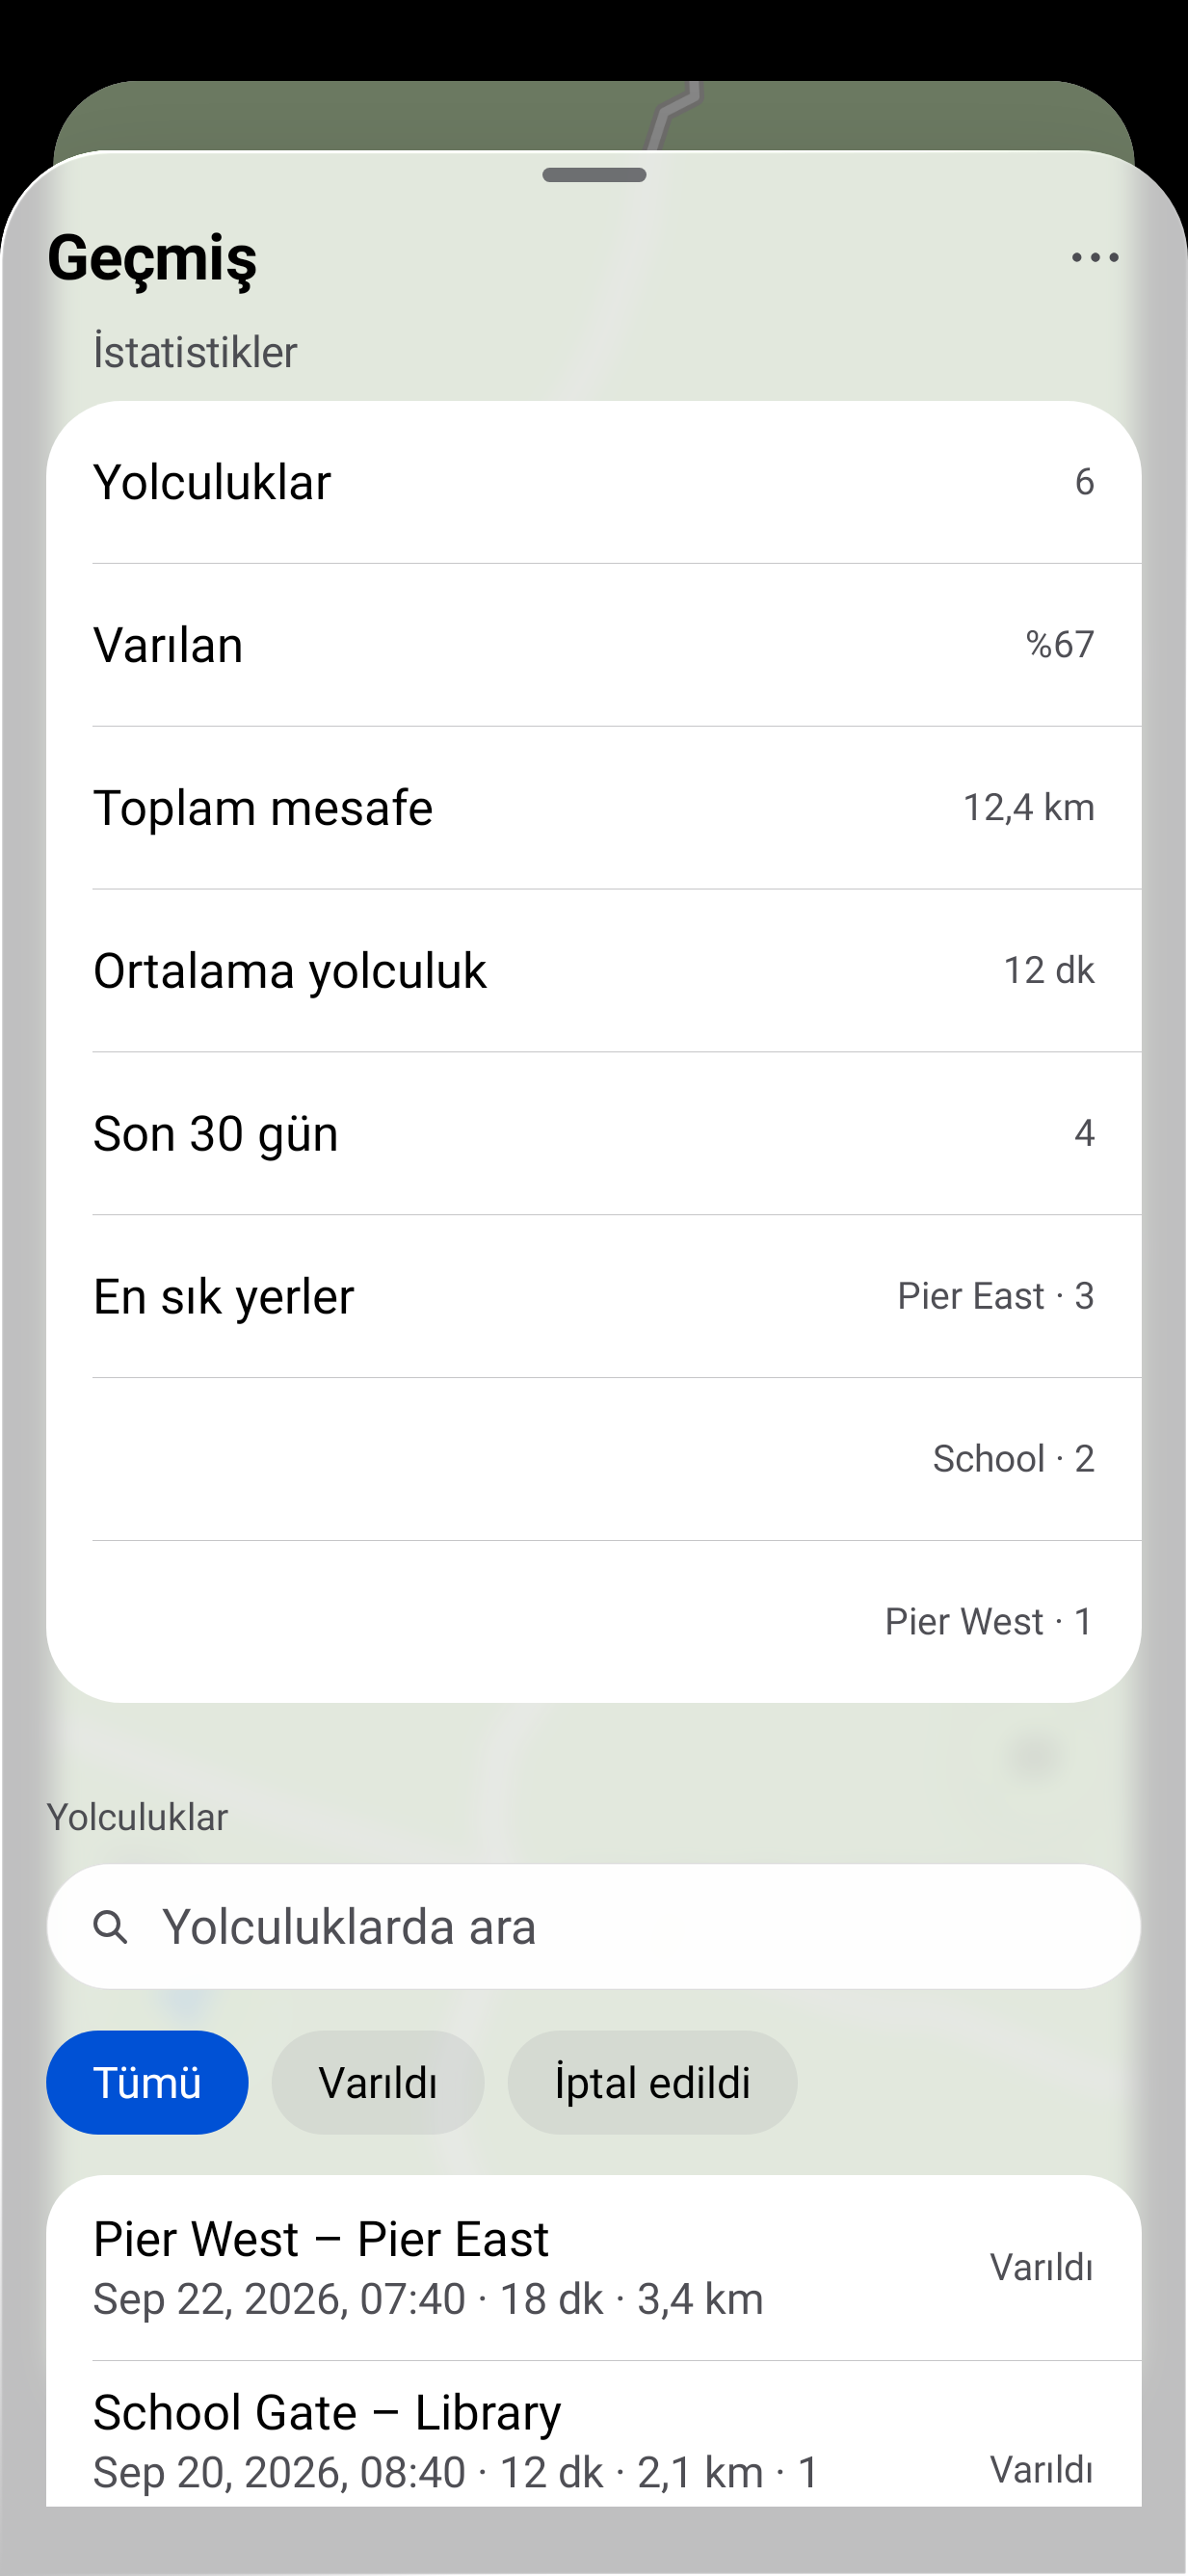 Geçmiş
İstatistikler
Yolculuklar 6
Varılan %67
Toplam mesafe 12,4 km
Ortalama yolculuk 12 dk
Son 30 gün 4
En sık yerler Pier East · 3
School · 2
Pier West · 1
Yolculuklar
Yolculuklarda ara
Tümü Varıldı İptal edildi
Pier West – Pier East
Sep 22, 2026, 07:40 · 18 dk · 3,4 km Varıldı
School Gate – Library
Sep 20, 2026, 08:40 · 12 dk · 2,1 km · 1 Varıldı